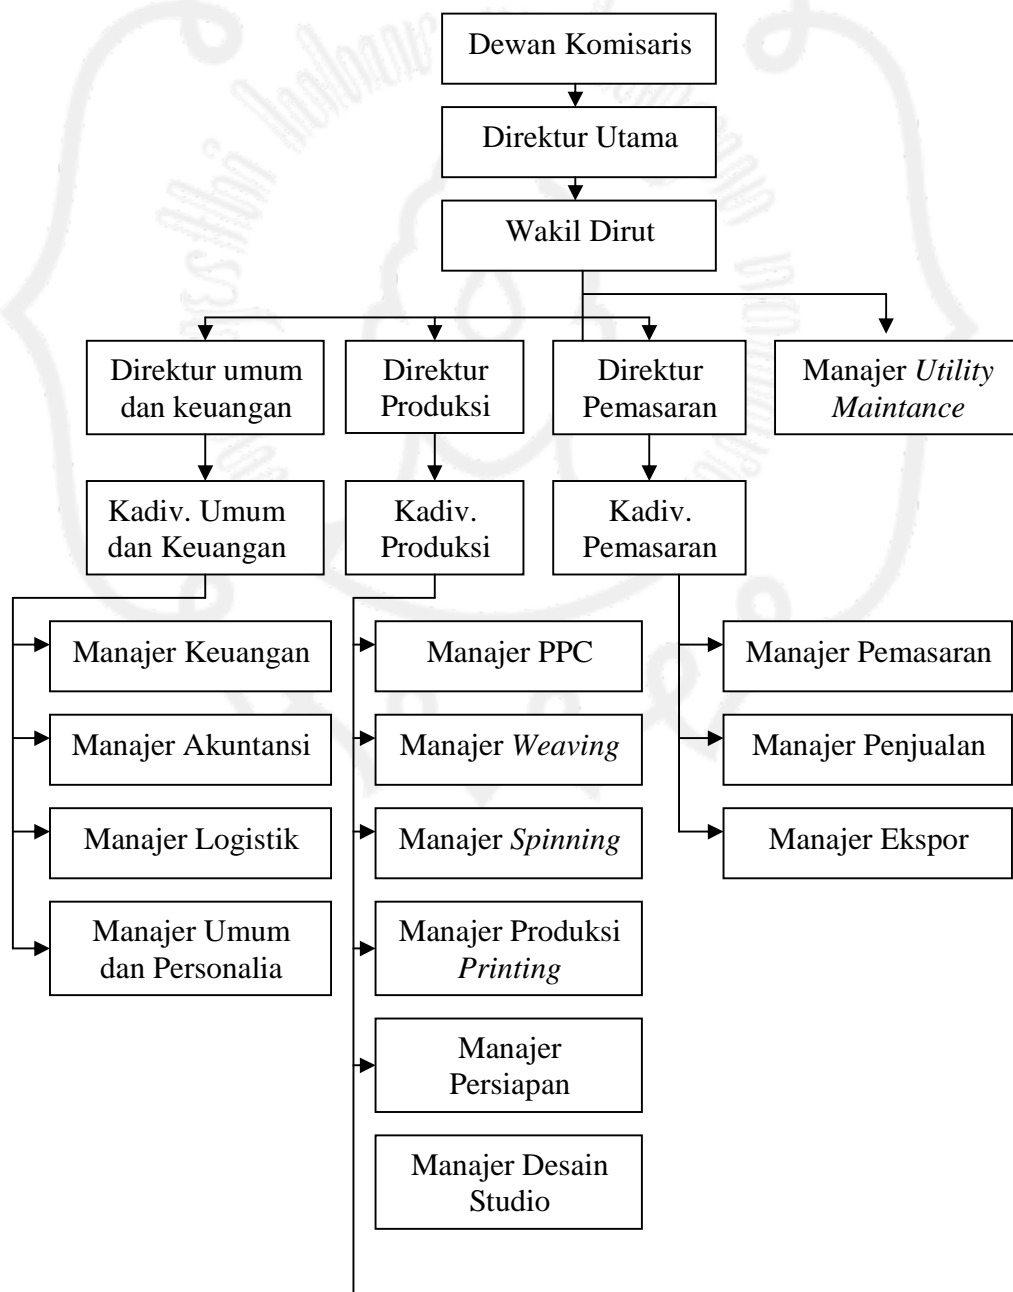 Dewan Komisaris
Direktur Utama
Wakil Dirut
Direktur umum
dan keuangan
Direktur
Produksi
Direktur
Pemasaran
Manajer Utility
Maintance
Kadiv. Umum
dan Keuangan
Kadiv.
Produksi
Kadiv.
Pemasaran
Manajer Keuangan
Manajer Akuntansi
Manajer Logistik
Manajer Umum
dan Personalia
Manajer PPC
Manajer Weaving
Manajer Spinning
Manajer Produksi
Printing
Manajer
Persiapan
Manajer Desain
Studio
Manajer Pemasaran
Manajer Penjualan
Manajer Ekspor